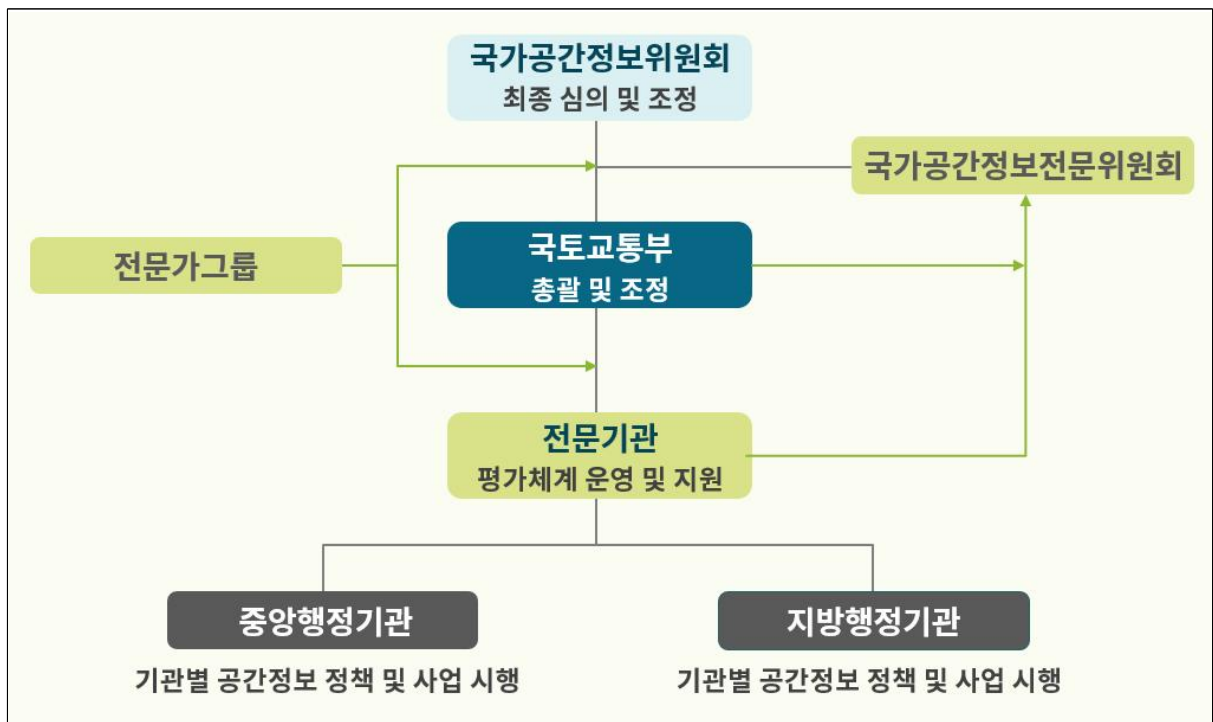 국가공간정보위원회
최종 심의 및 조정
국가공간정보전문위원회
전문가그룹
국토교통부
총괄 및 조정
전문기관
평가체계 운영 및 지원
중앙행정기관
기관별 공간정보 정책 및 사업 시행
지방행정기관
기관별 공간정보 정책 및 사업 시행